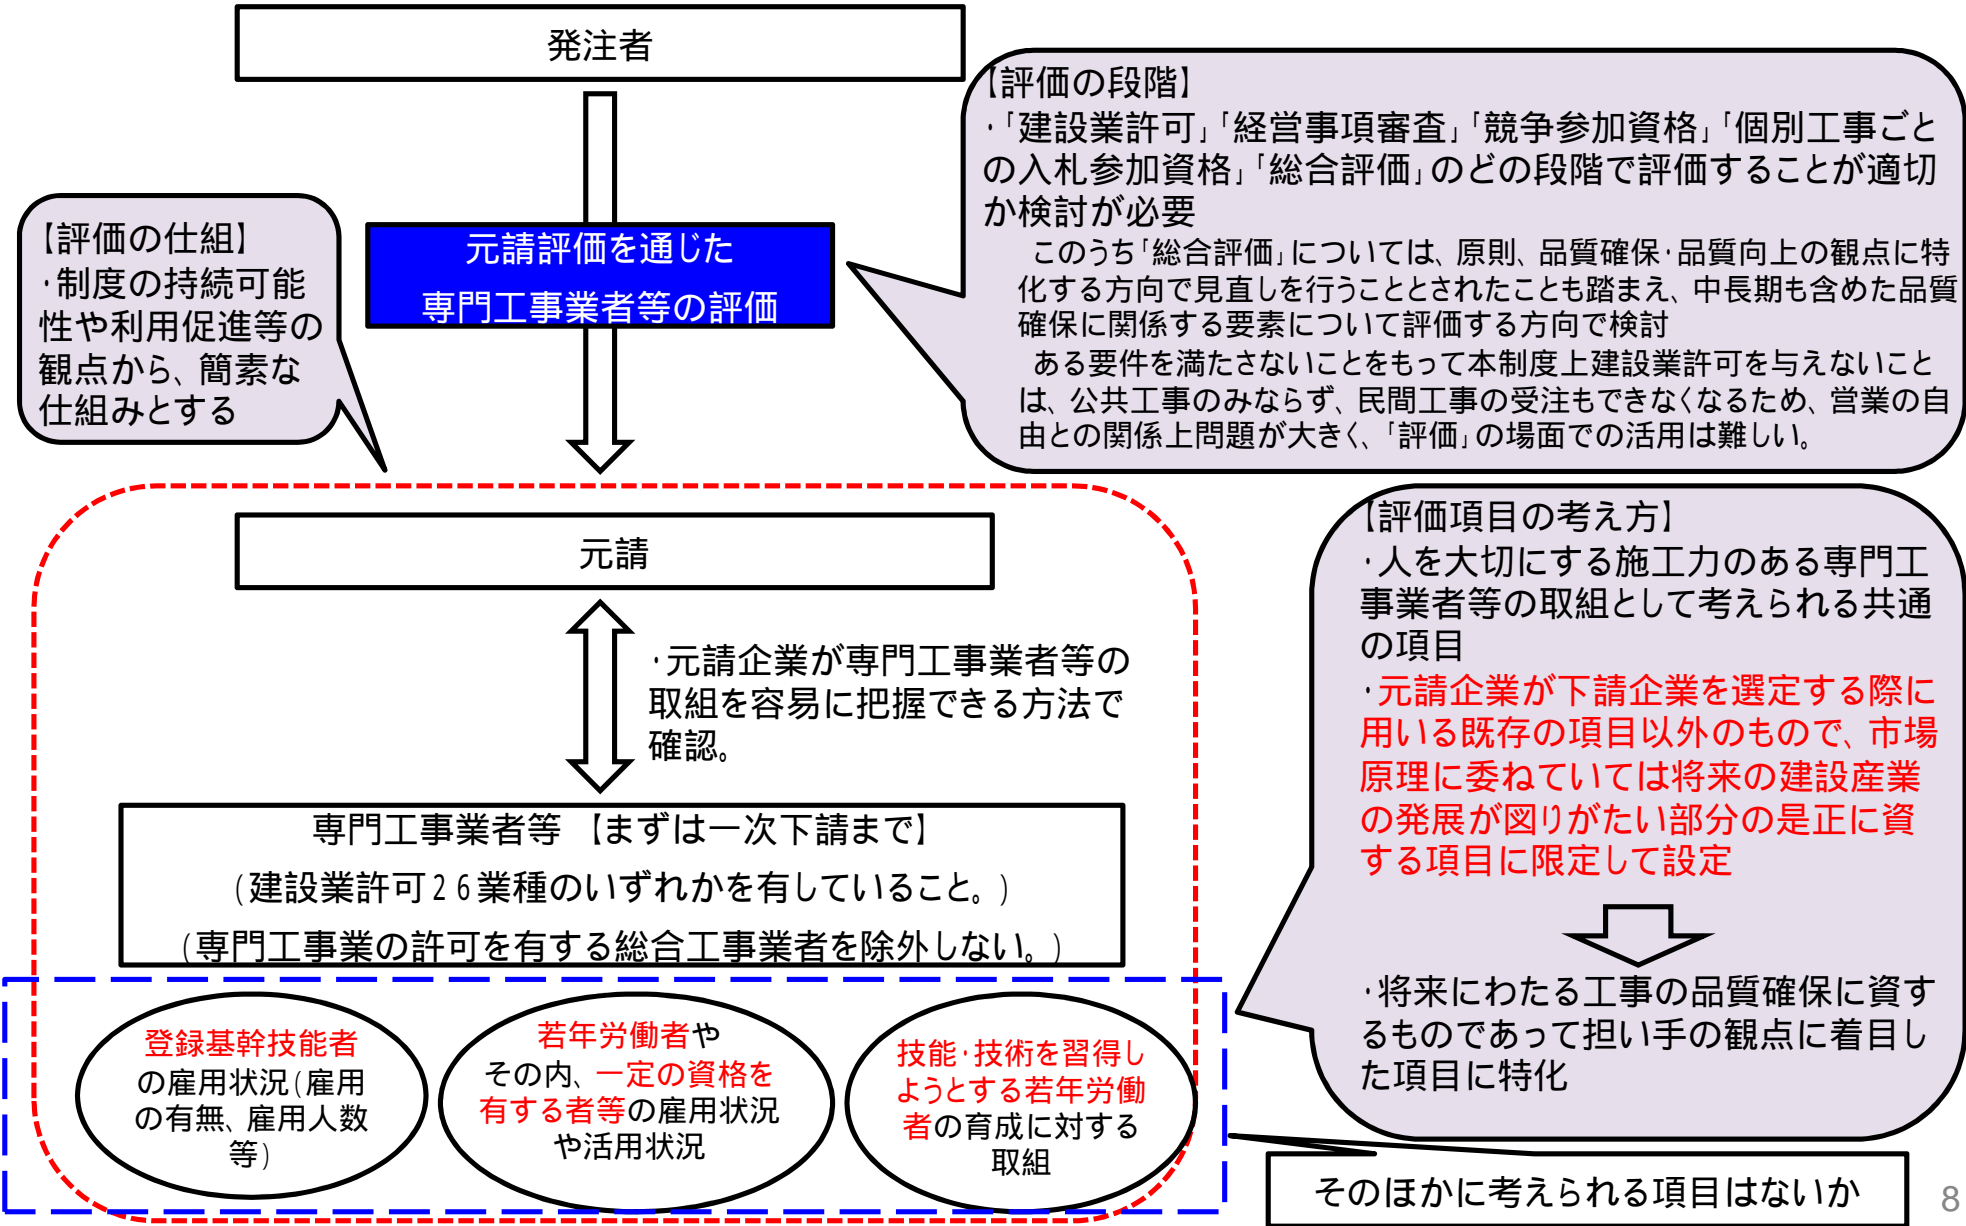 発注者
【評価の段階】
・「建設業許可」「経営事項審査」「競争参加資格」「個別工事ごと
の入札参加資格」「総合評価」のどの段階で評価することが適切
か検討が必要
このうち「総合評価」については、原則、品質確保・品質向上の観点に特
化する方向で見直しを行うこととされたことも踏まえ、中長期も含めた品質
確保に関係する要素について評価する方向で検討
ある要件を満たさないことをもって本制度上建設業許可を与えないこと
は、公共工事のみならず、民間工事の受注もできなくなるため、営業の自
由との関係上問題が大きく、「評価」の場面での活用は難しい。
【評価の仕組】
・制度の持続可能
性や利用促進等の
観点から、簡素な
仕組みとする
元請評価を通じた
専門工事業者等の評価
元請
・元請企業が専門工事業者等の
取組を容易に把握できる方法で
確認。
専門工事業者等 【まずは一次下請まで】
(建設業許可26業種のいずれかを有していること。)
(専門工事業の許可を有する総合工事業者を除外しない。)
【評価項目の考え方】
・人を大切にする施工力のある専門工
事業者等の取組として考えられる共通
の項目
・元請企業が下請企業を選定する際に
用いる既存の項目以外のもので、市場
原理に委ねていては将来の建設産業
の発展が図りがたい部分の是正に資
する項目に限定して設定
・将来にわたる工事の品質確保に資す
るものであって担い手の観点に着目し
た項目に特化
登録基幹技能者
の雇用状況(雇用
の有無、雇用人数
等)
若年労働者や
その内、一定の資格を
有する者等の雇用状況
や活用状況
技能・技術を習得し
ようとする若年労働
者の育成に対する
取組
そのほかに考えられる項目はないか
8